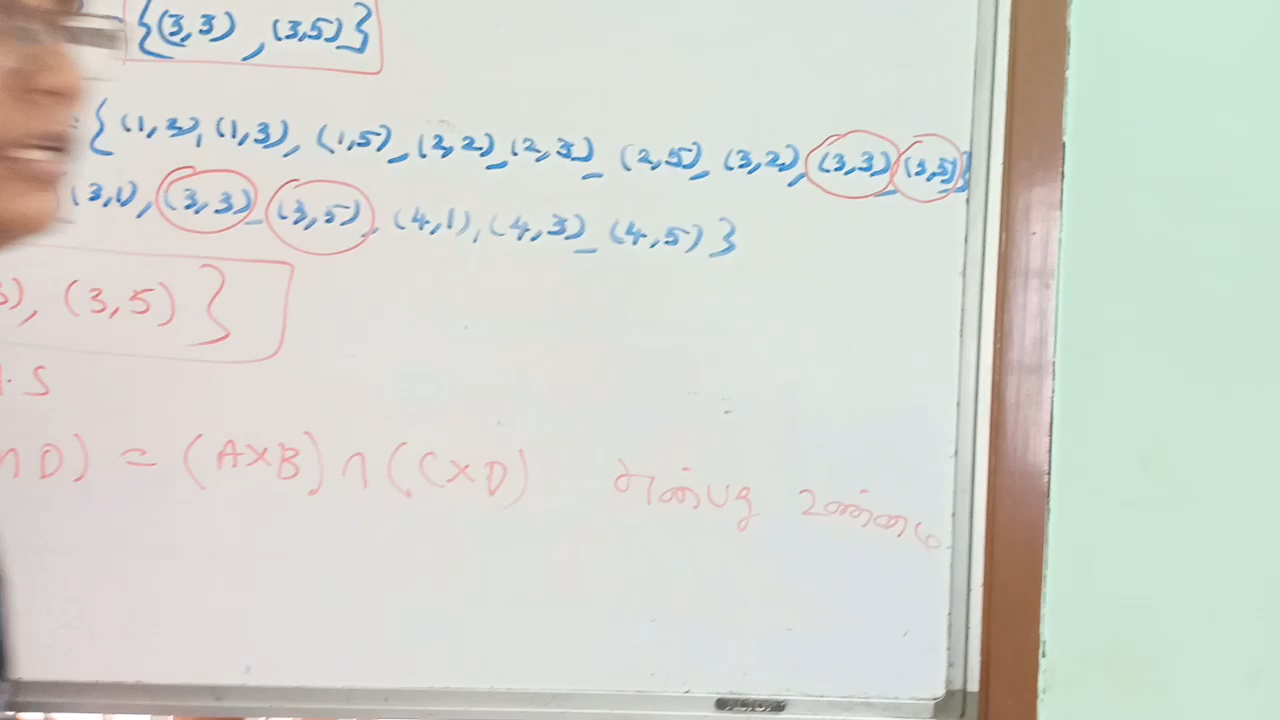 {(3,3), (3,5)}
{(1,2), (1,3), (1,5), (2,2), (2,3), (2,5), (3,2), (3,3), (3,5)}
(3,1), (3,3), (3,5), (4,1), (4,3), (4,5)}
), (3,5)}
.S
∩D) = (A×B)∩(C×D) என்பது உண்மை